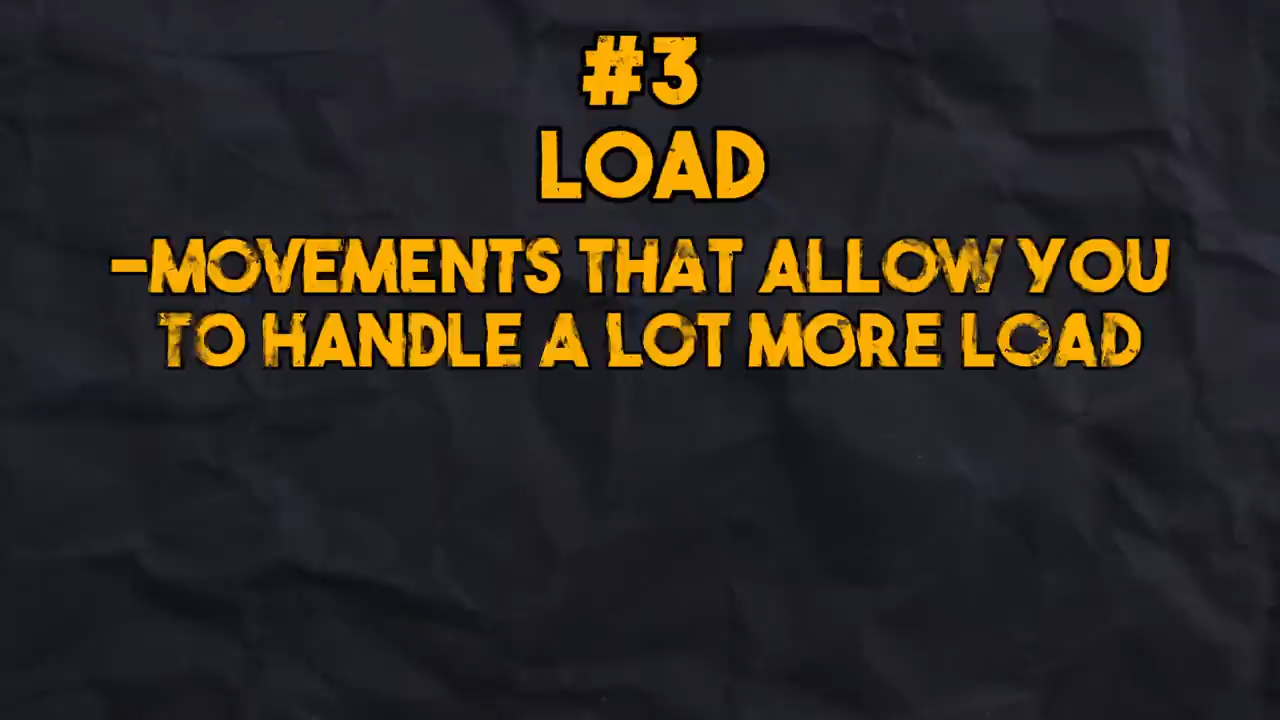 #3
LOAD
-MOVEMENTS THAT ALLOW YOU
TO HANDLE A LOT MORE LOAD